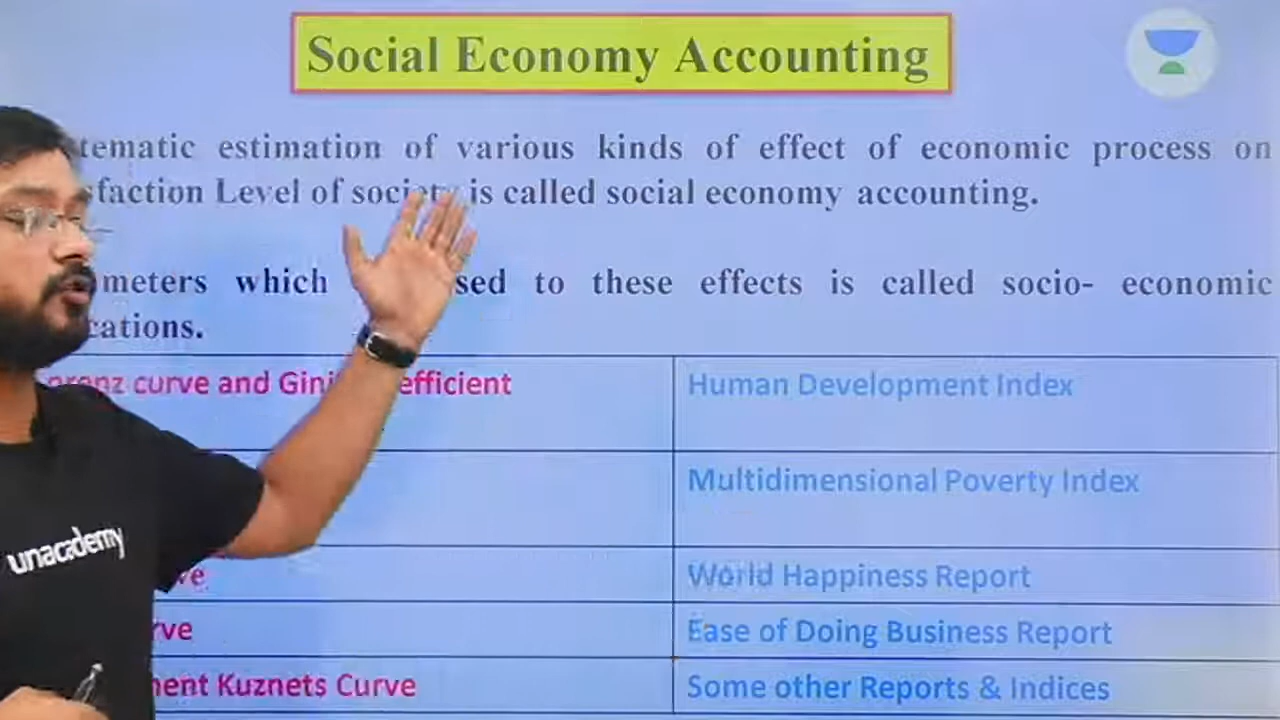 Social Economy Accounting
tematic estimation of various kinds of effect of economic process on
faction Level of society is called social economy accounting.
meters which sed to these effects is called socio- economic
cations.
orenz curve and Gini efficient
Human Development Index
Multidimensional Poverty Index
ve
World Happiness Report
rve
Ease of Doing Business Report
ment Kuznets Curve
Some other Reports & Indices
unacademy